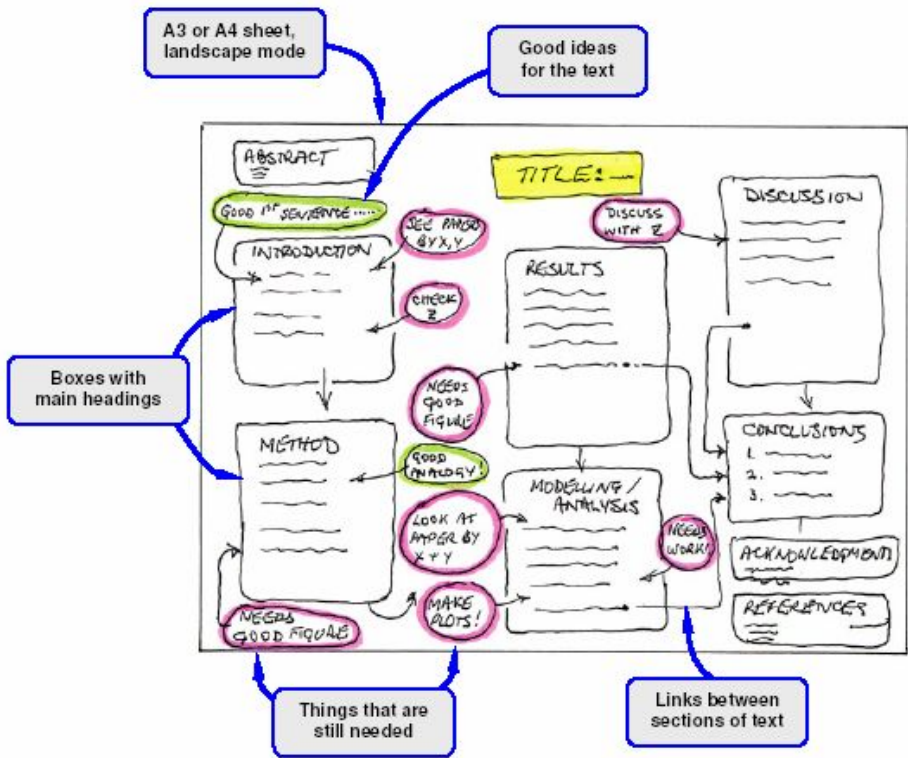 A3 or A4 sheet,
landscape mode
Good ideas
for the text
ABSTRACT
TITLE:
GOOD 1ST SENTENCE .....
INTRODUCTION
SEE PAPERS
BY X, Y
CHECK
Z
DISCUSS
WITH Z
DISCUSSION
RESULTS
Boxes with
main headings
NEEDS
GOOD
FIGURE
METHOD
GOOD
ANALOGY!
LOOK AT
PAPER BY
X + Y
MAKE
PLOTS!
NEEDS
GOOD FIGURE
MODELLING/
ANALYSIS
NEEDS
WORK!
CONCLUSIONS
1.
2.
3.
ACKNOWLEDGMENTS
REFERENCES
Things that are
still needed
Links between
sections of text